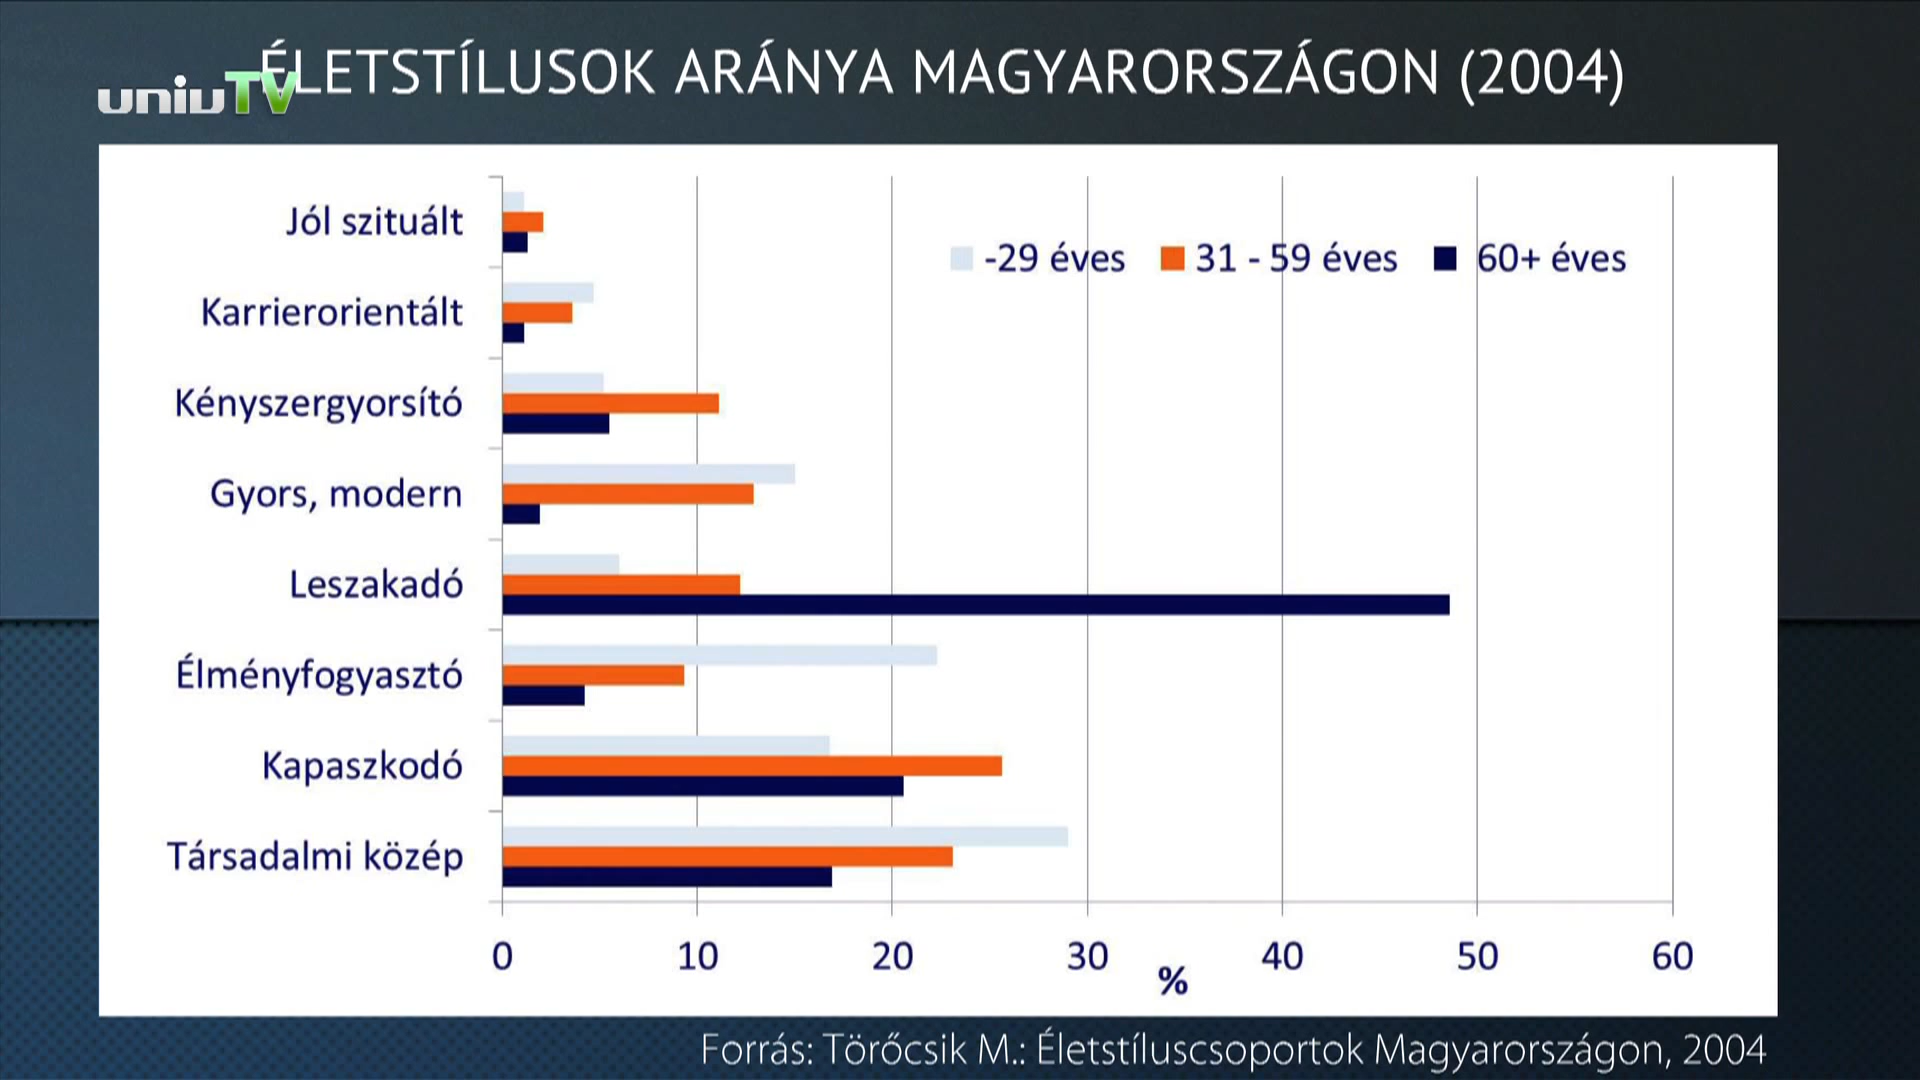 ÉLETSTÍLUSOK ARÁNYA MAGYARORSZÁGON (2004)
univTV
Jól szituált
-29 éves 31 - 59 éves 60+ éves
Karrierorientált
Kényszergyorsító
Gyors, modern
Leszakadó
Élményfogyasztó
Kapaszkodó
Társadalmi közép
0 10 20 30 40 50 60
%
Forrás: Törőcsik M.: Életstíluscsoportok Magyarországon, 2004